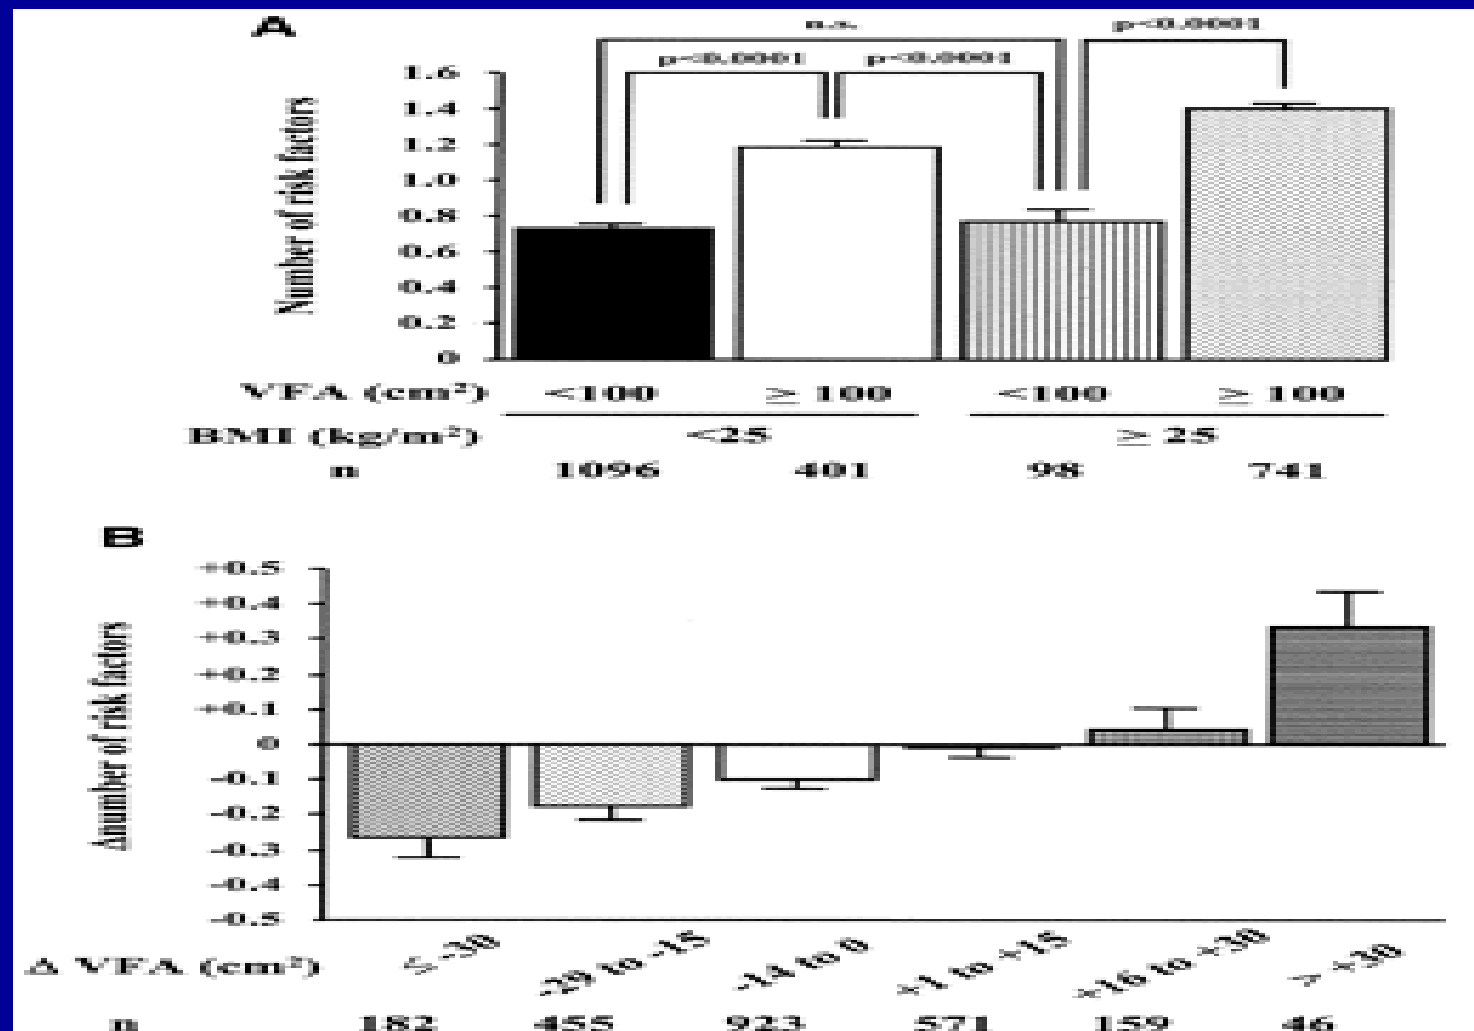 A
n.s.
p<0.0001
p<0.0001 p<0.0001
Number of risk factors
1.6
1.4
1.2
1.0
0.8
0.6
0.4
0.2
0
VFA (cm²) <100 ≥ 100 <100 ≥ 100
BMI (kg/m²) <25 ≥ 25
n 1096 401 98 741
B
Δnumber of risk factors
+0.5
+0.4
+0.3
+0.2
+0.1
0
-0.1
-0.2
-0.3
-0.4
-0.5
Δ VFA (cm²) ≤ -30 -29 to -15 -14 to 0 +1 to +15 +16 to +30 > +30
n 182 455 923 571 159 46